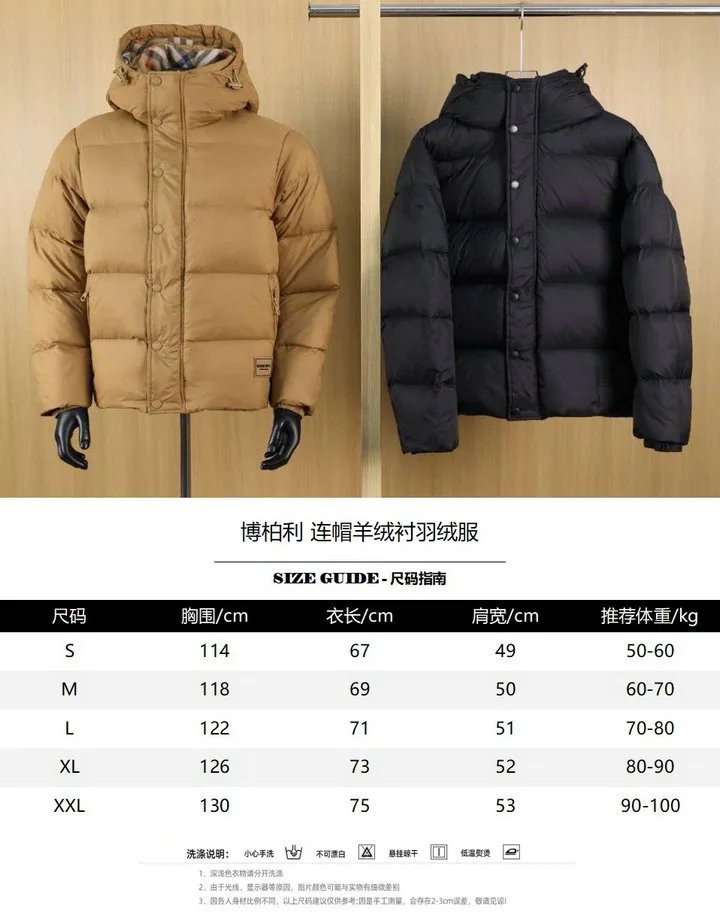 博柏利 连帽羊绒衬羽绒服
SIZE GUIDE - 尺码指南
尺码 胸围/cm 衣长/cm 肩宽/cm 推荐体重/kg
S 114 67 49 50-60
M 118 69 50 60-70
L 122 71 51 70-80
XL 126 73 52 80-90
XXL 130 75 53 90-100
洗涤说明： 小心手洗 不可漂白 悬挂晾干 低温熨烫
1、深浅色衣物请分开洗涤
2、由于光线、显示器等原因，图片颜色可能与实物有细微差别
3、因各人身材比例不同，以上尺码建议仅供参考;因是手工测量，会存在2-3cm误差，敬请见谅!